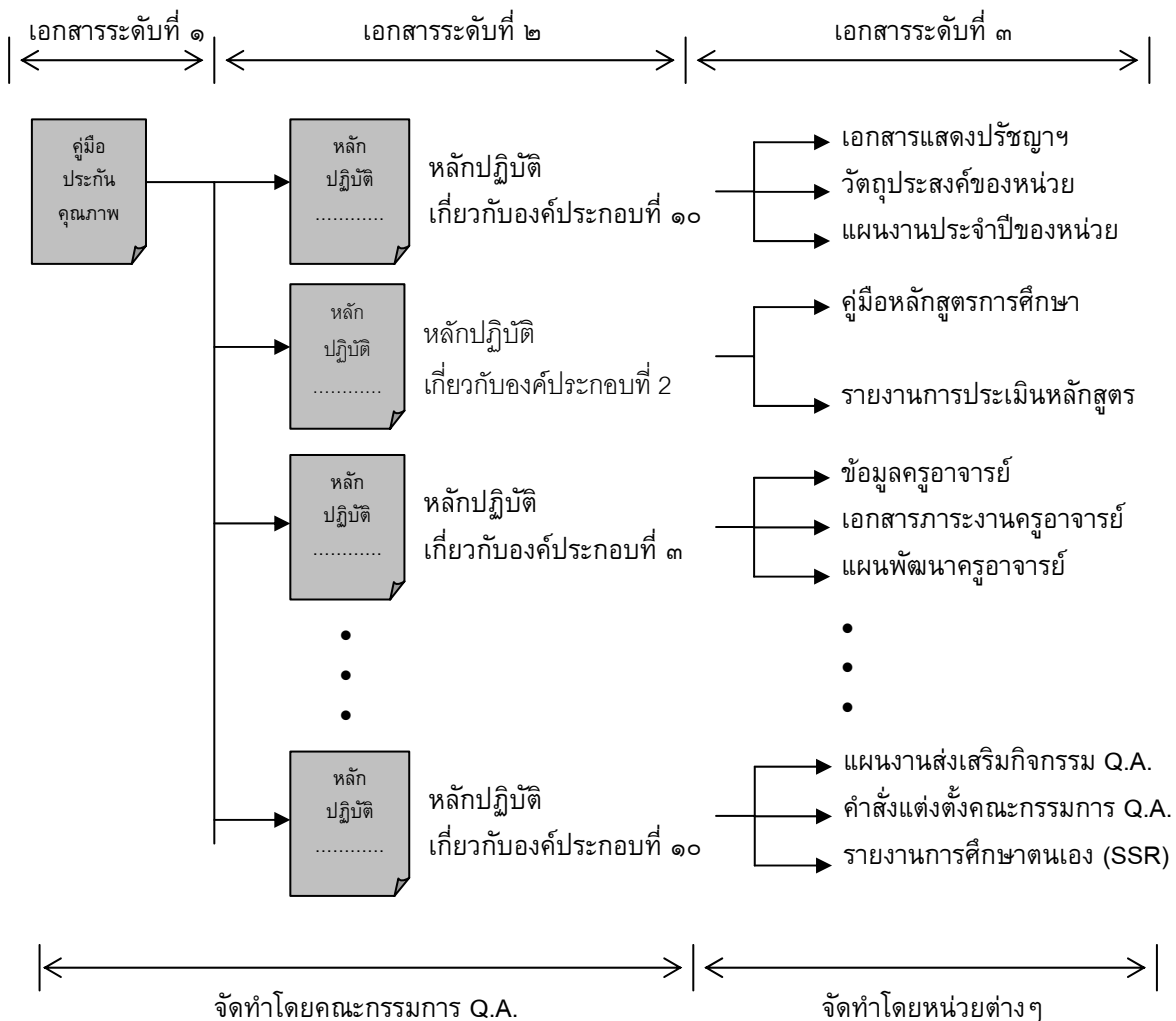 เอกสารระดับที่ ๑
เอกสารระดับที่ ๒
เอกสารระดับที่ ๓
คู่มือ
ประกัน
คุณภาพ
หลัก
ปฏิบัติ
............
หลักปฏิบัติ
เกี่ยวกับองค์ประกอบที่ ๑๐
เอกสารแสดงปรัชญาฯ
วัตถุประสงค์ของหน่วย
แผนงานประจำปีของหน่วย
หลัก
ปฏิบัติ
............
หลักปฏิบัติ
เกี่ยวกับองค์ประกอบที่ 2
คู่มือหลักสูตรการศึกษา
รายงานการประเมินหลักสูตร
หลัก
ปฏิบัติ
............
หลักปฏิบัติ
เกี่ยวกับองค์ประกอบที่ ๓
ข้อมูลครูอาจารย์
เอกสารภาระงานครูอาจารย์
แผนพัฒนาครูอาจารย์
หลัก
ปฏิบัติ
............
หลักปฏิบัติ
เกี่ยวกับองค์ประกอบที่ ๑๐
แผนงานส่งเสริมกิจกรรม Q.A.
คำสั่งแต่งตั้งคณะกรรมการ Q.A.
รายงานการศึกษาตนเอง (SSR)
จัดทำโดยคณะกรรมการ Q.A.
จัดทำโดยหน่วยต่างๆ